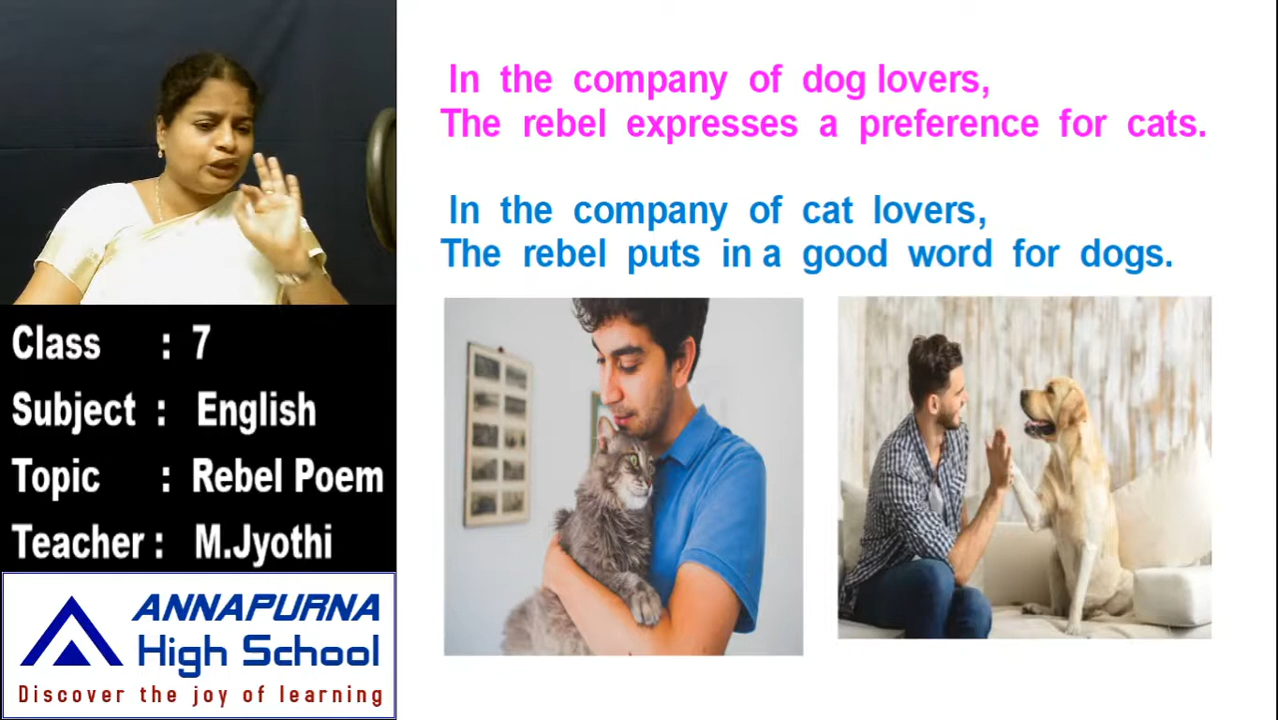 In the company of dog lovers,
The rebel expresses a preference for cats.
In the company of cat lovers,
The rebel puts in a good word for dogs.
Class : 7
Subject : English
Topic : Rebel Poem
Teacher : M.Jyothi
ANNAPURNA
High School
Discover the joy of learning